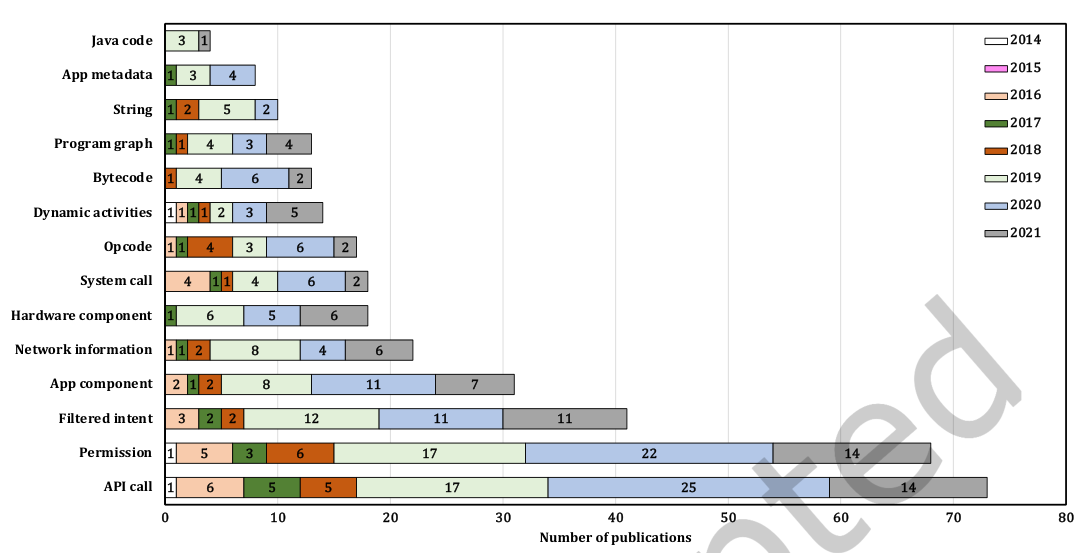 Java code 3 1
App metadata 1 3 4
String 1 2 5 2
Program graph 1 1 4 3 4
Bytecode 1 4 6 2
Dynamic activities 1 1 1 1 2 3 5
Opcode 1 1 4 3 6 2
System call 4 1 1 4 6 2
Hardware component 1 6 5 6
Network information 1 1 2 8 4 6
App component 2 1 2 8 11 7
Filtered intent 3 2 2 12 11 11
Permission 1 5 3 6 17 22 14
API call 1 6 5 5 17 25 14
0 10 20 30 40 50 60 70 80
Number of publications
2014
2015
2016
2017
2018
2019
2020
2021
pted